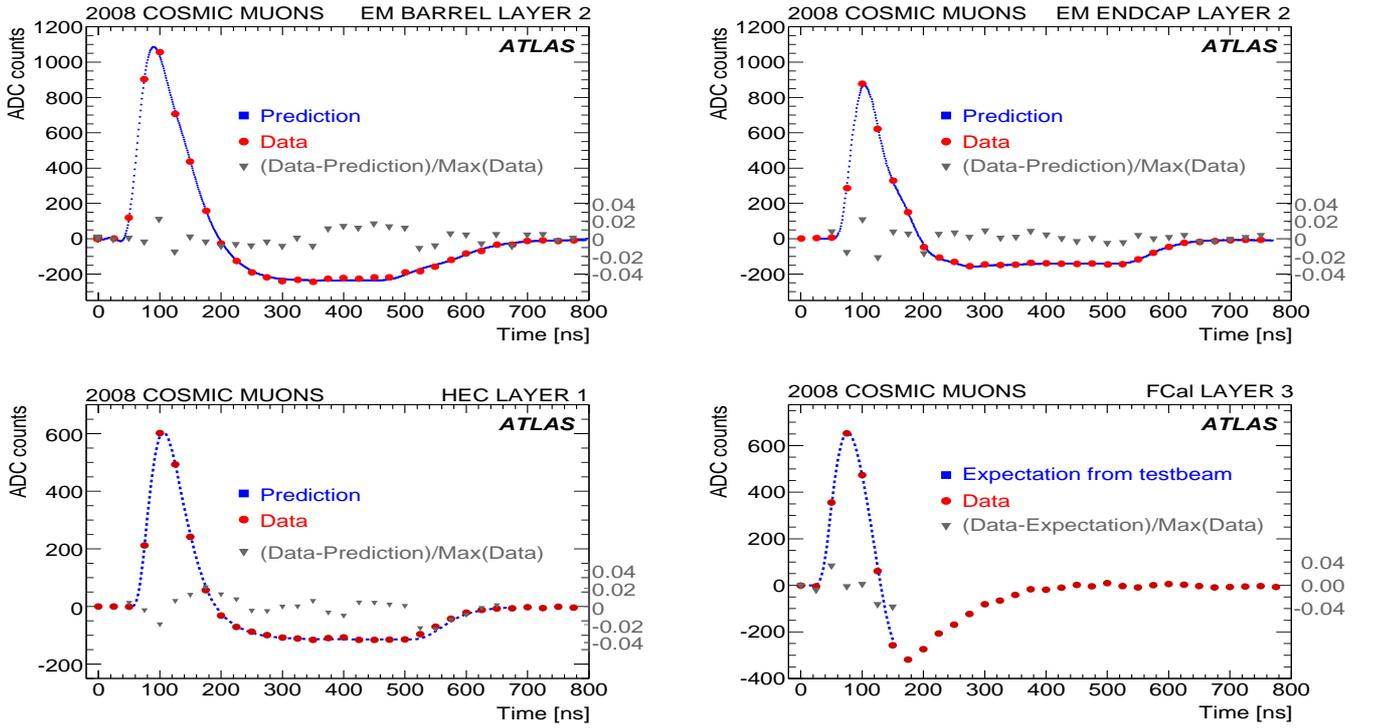 2008 COSMIC MUONS EM BARREL LAYER 2
ATLAS
ADC counts
1200
1000
800
600
400
200
0
-200
Prediction
Data
(Data-Prediction)/Max(Data)
0.04
0.02
0
-0.02
-0.04
0 100 200 300 400 500 600 700 800
Time [ns]
2008 COSMIC MUONS EM ENDCAP LAYER 2
ATLAS
ADC counts
1200
1000
800
600
400
200
0
-200
Prediction
Data
(Data-Prediction)/Max(Data)
0.04
0.02
0
-0.02
-0.04
0 100 200 300 400 500 600 700 800
Time [ns]
2008 COSMIC MUONS HEC LAYER 1
ATLAS
ADC counts
600
400
200
0
-200
Prediction
Data
(Data-Prediction)/Max(Data)
0.04
0.02
0
-0.02
-0.04
0 100 200 300 400 500 600 700 800
Time [ns]
2008 COSMIC MUONS FCal LAYER 3
ATLAS
ADC counts
600
400
200
0
-200
-400
Expectation from testbeam
Data
(Data-Expectation)/Max(Data)
0.04
0.00
-0.04
0 100 200 300 400 500 600 700 800
Time [ns]